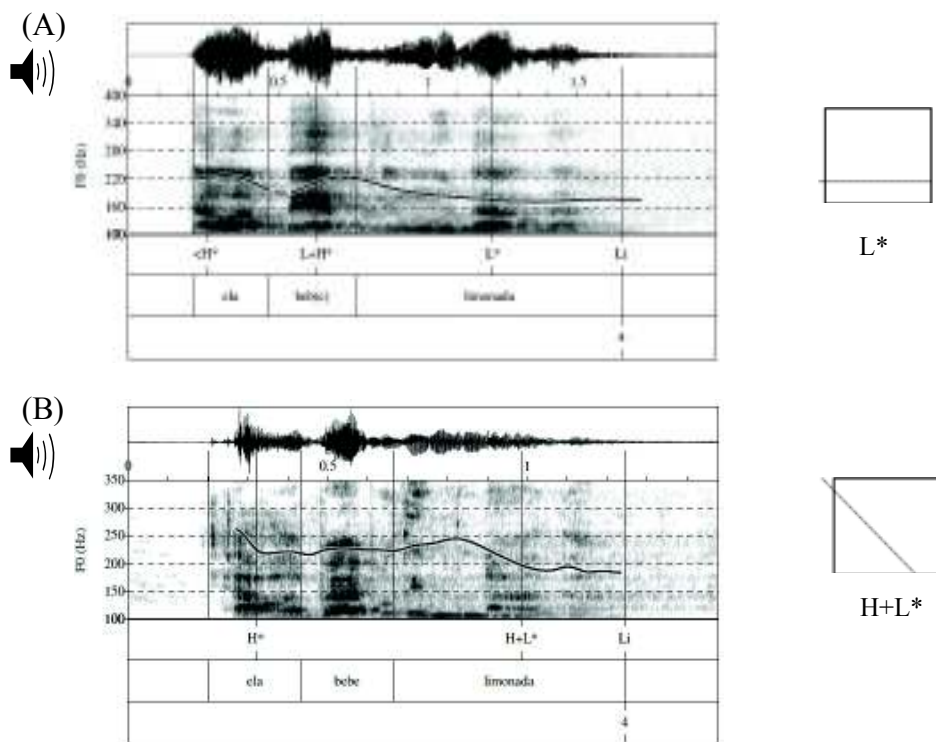 (A)
0 0.5 1 1.5
400
340
280
220
160
100
F0 (Hz)
<H* L+H* L* Li
ela limonada
4
L*
(B)
0 0.5 1
350
300
250
200
150
100
F0 (Hz)
H* H+L* Li
ela bebe limonada
4
H+L*